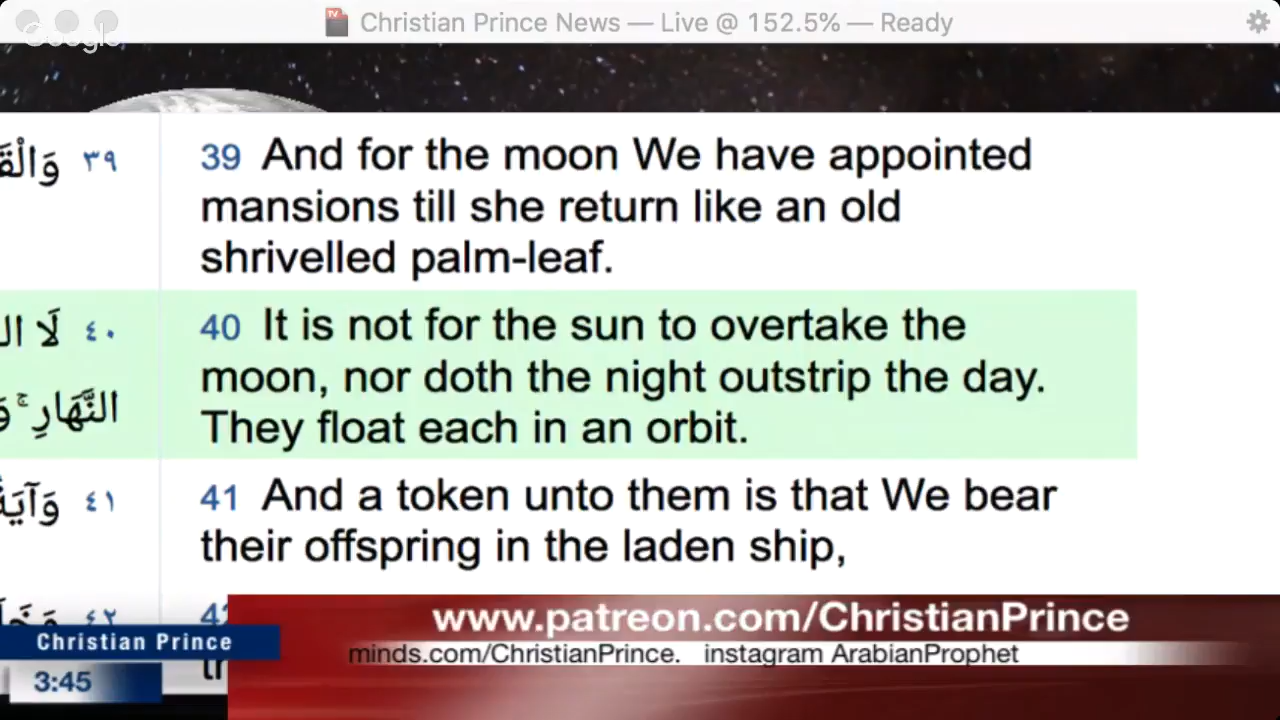 Christian Prince News — Live @ 152.5% — Ready
Google
39 And for the moon We have appointed
mansions till she return like an old
shrivelled palm-leaf.
٣٩
40 It is not for the sun to overtake the
moon, nor doth the night outstrip the day.
They float each in an orbit.
٤٠ لَا
النَّهَارِ ۚ
41 And a token unto them is that We bear
their offspring in the laden ship,
٤١
٤٢
www.patreon.com/ChristianPrince
Christian Prince
minds.com/ChristianPrince. instagram ArabianProphet
3:45